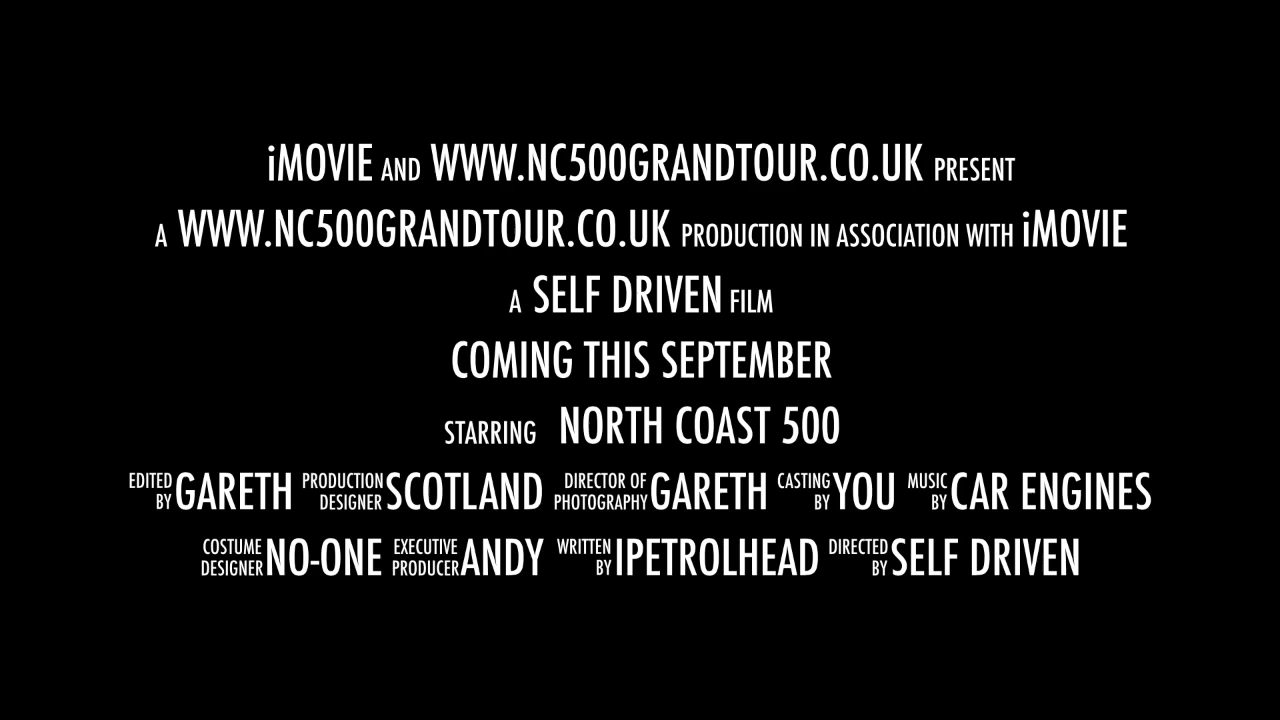 iMOVIE AND WWW.NC500GRANDTOUR.CO.UK PRESENT
A WWW.NC500GRANDTOUR.CO.UK PRODUCTION IN ASSOCIATION WITH iMOVIE
A SELF DRIVEN FILM
COMING THIS SEPTEMBER
STARRING NORTH COAST 500
EDITED BY GARETH PRODUCTION DESIGNER SCOTLAND DIRECTOR OF PHOTOGRAPHY GARETH CASTING BY YOU MUSIC BY CAR ENGINES
COSTUME DESIGNER NO-ONE EXECUTIVE PRODUCER ANDY WRITTEN BY IPETROLHEAD DIRECTED BY SELF DRIVEN